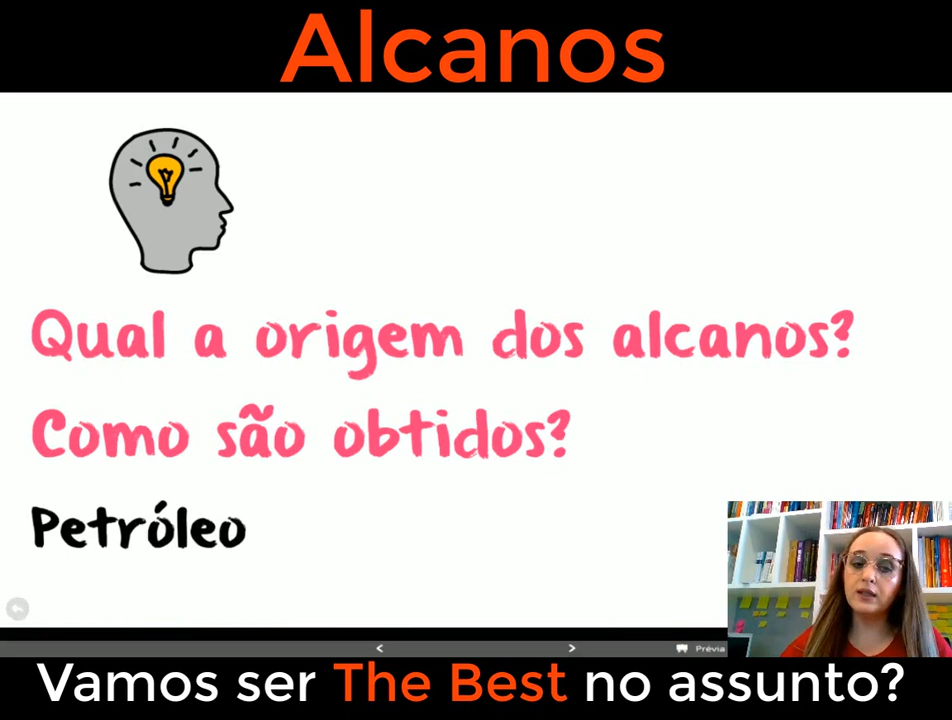 Alcanos
Qual a origem dos alcanos?
Como são obtidos?
Petróleo
< > Prévia
Vamos ser The Best no assunto?